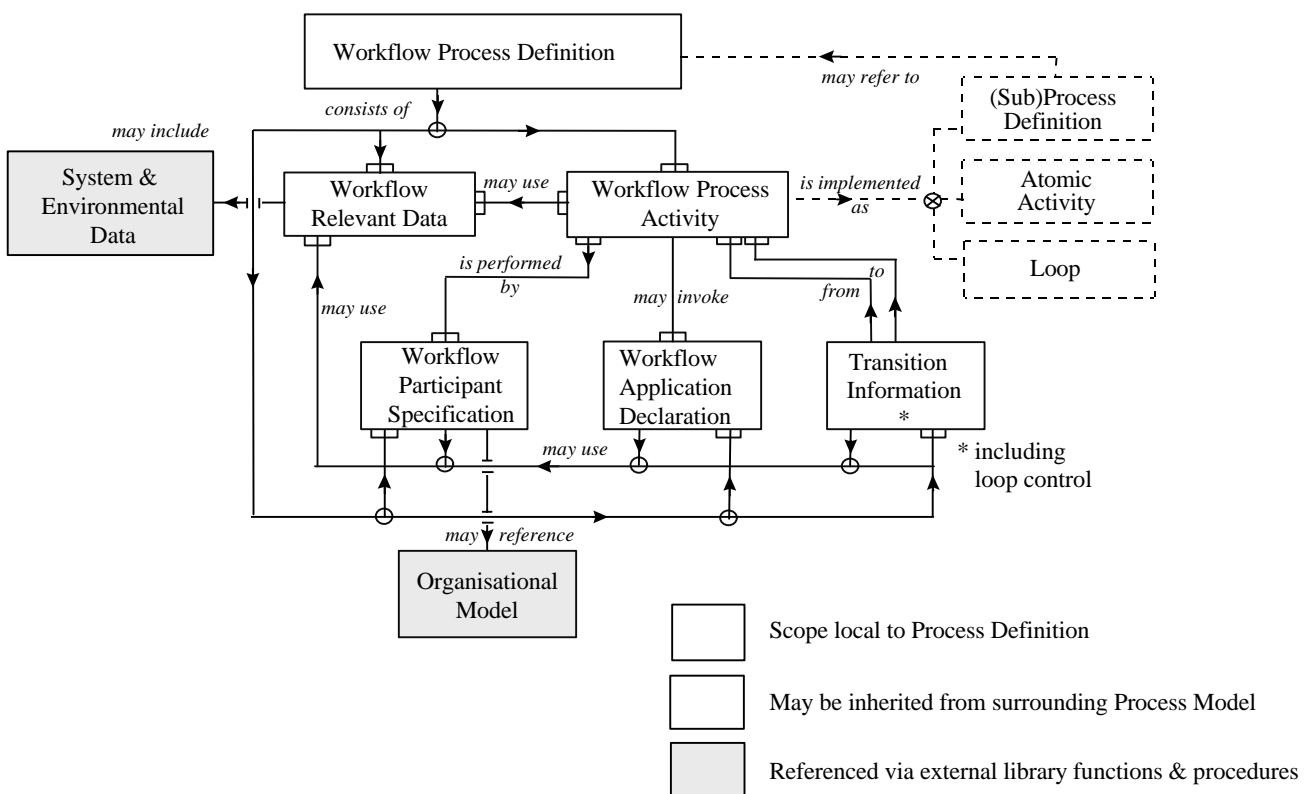 Workflow Process Definition
may refer to
consists of
(Sub)Process
Definition
may include
System &
Environmental
Data
Workflow
Relevant Data
may use
Workflow Process
Activity
is implemented
as
Atomic
Activity
Loop
is performed
by
may invoke
to
from
may use
Workflow
Participant
Specification
Workflow
Application
Declaration
Transition
Information
*
may use
* including
loop control
may reference
Organisational
Model
Scope local to Process Definition
May be inherited from surrounding Process Model
Referenced via external library functions & procedures